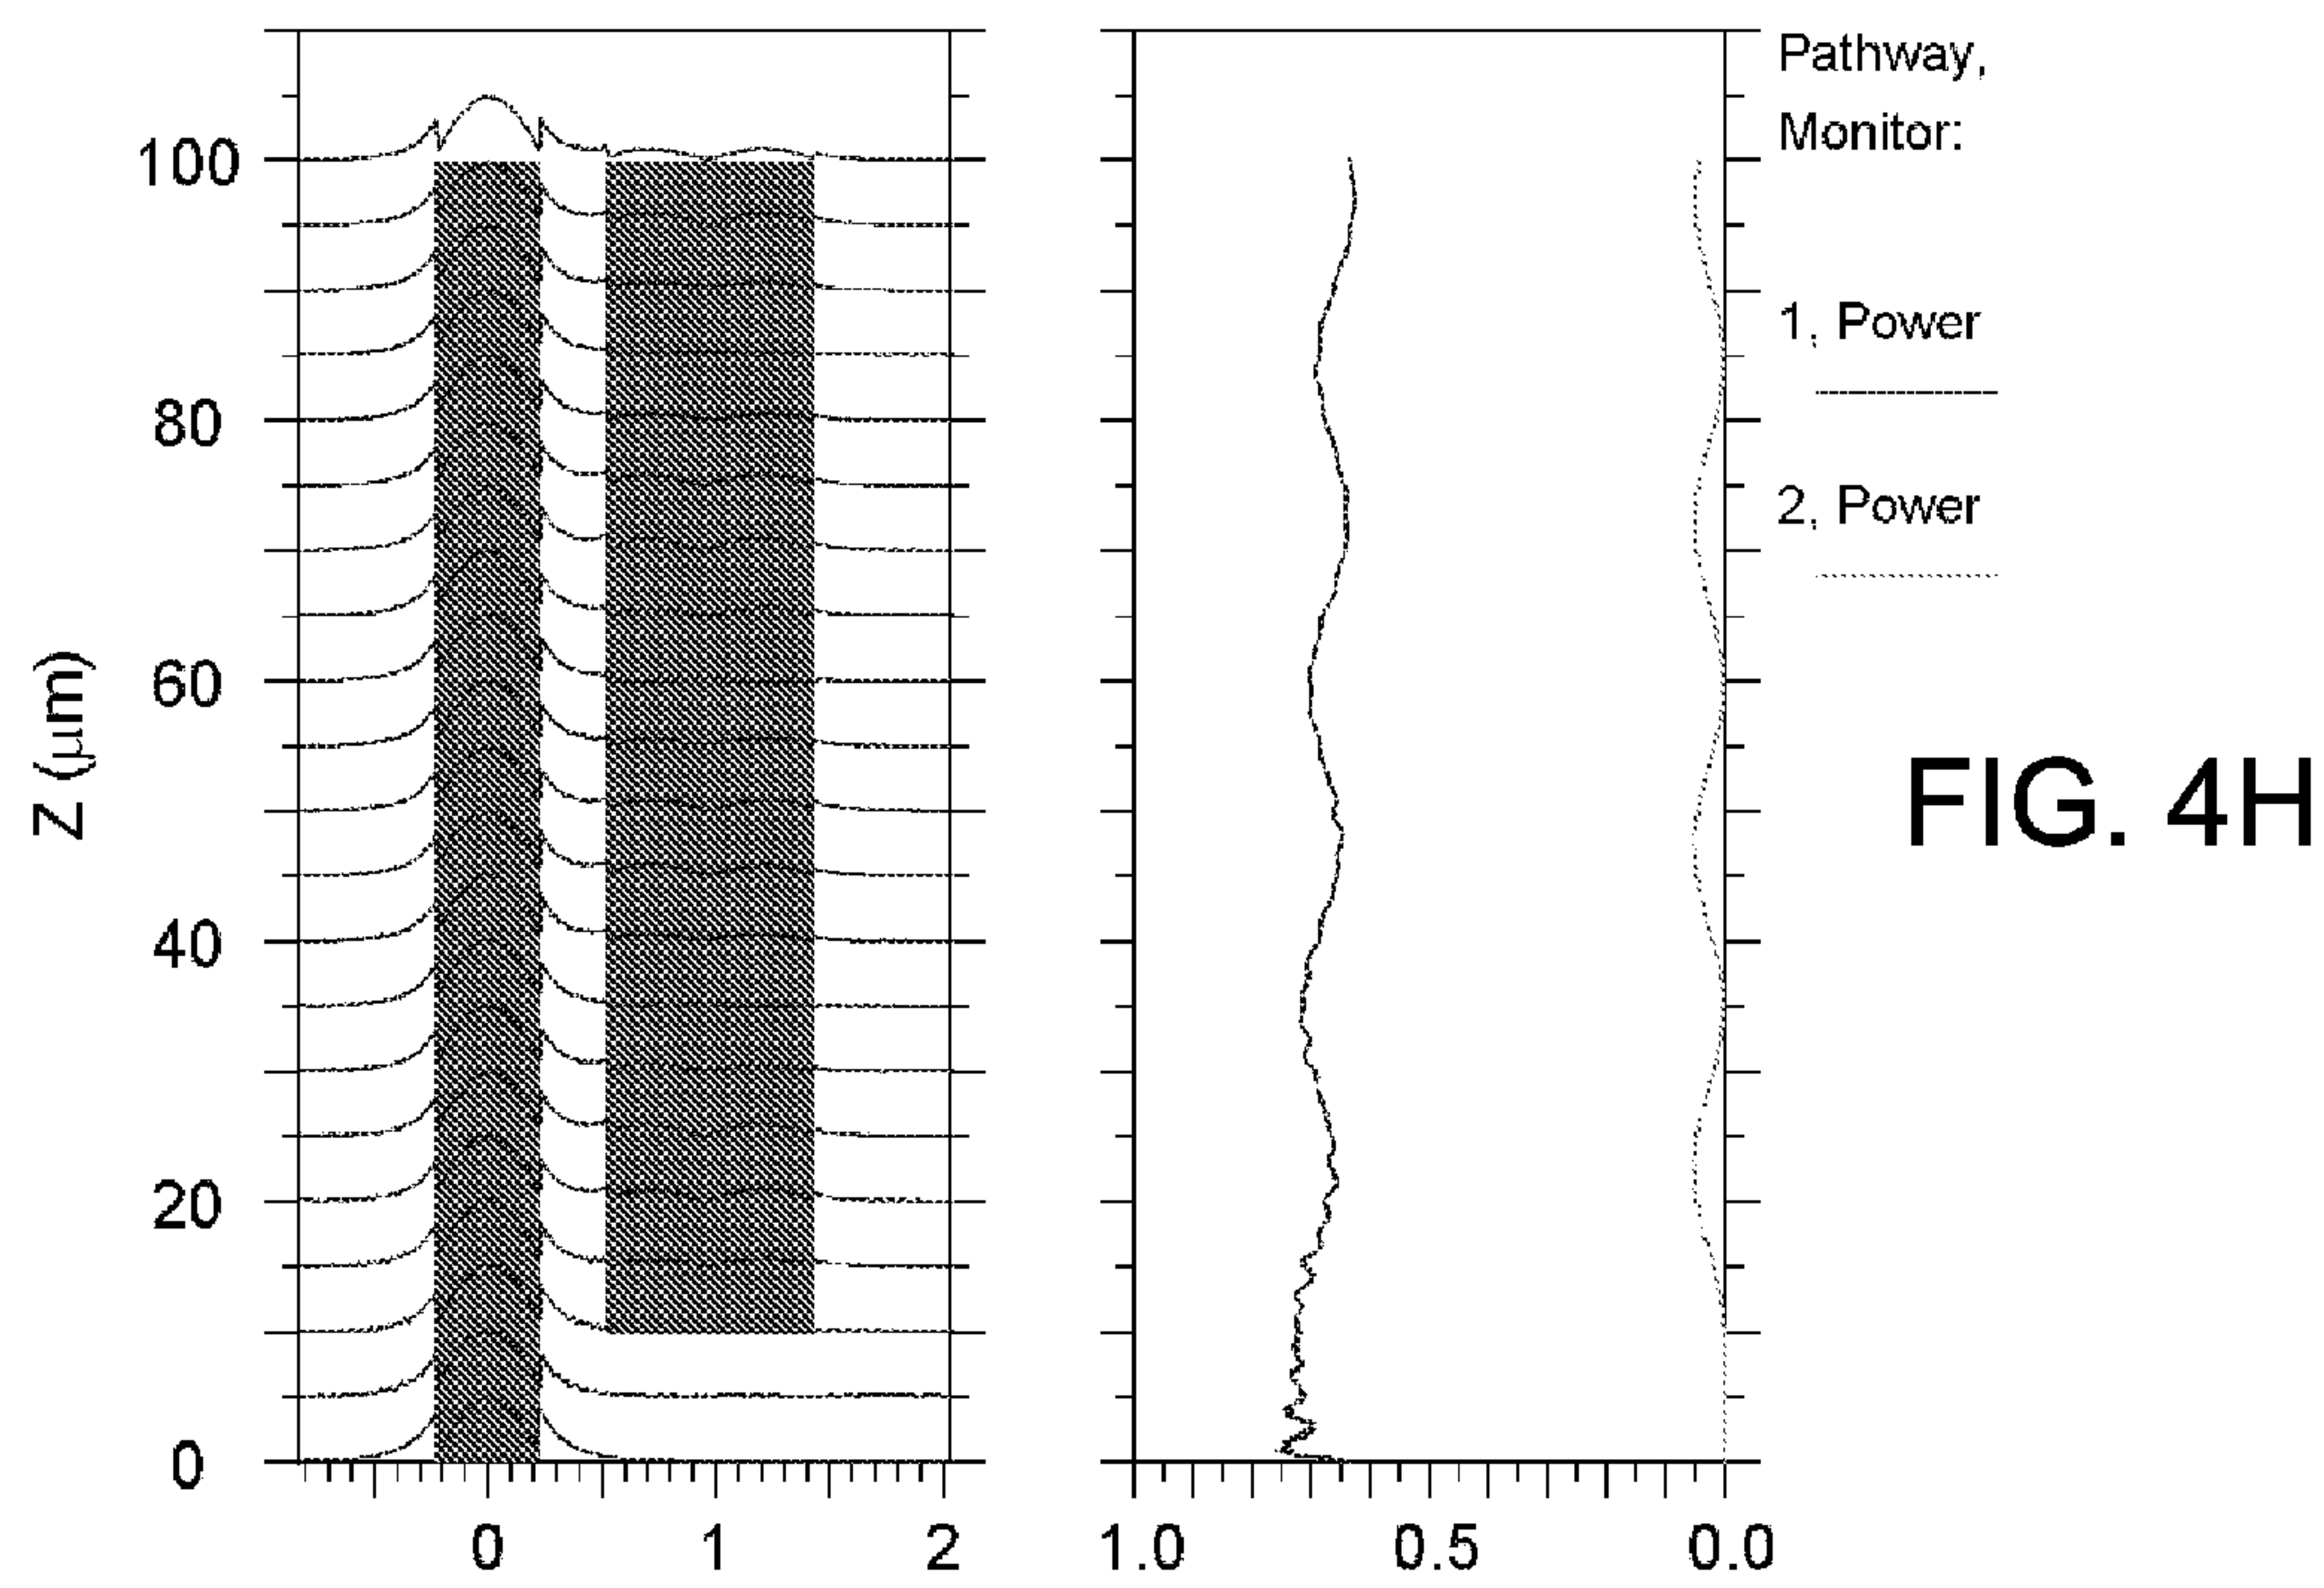 Pathway,
Monitor:
1, Power
2, Power
100
80
60
40
20
0
Z (μm)
0 1 2
1.0 0.5 0.0
FIG. 4H